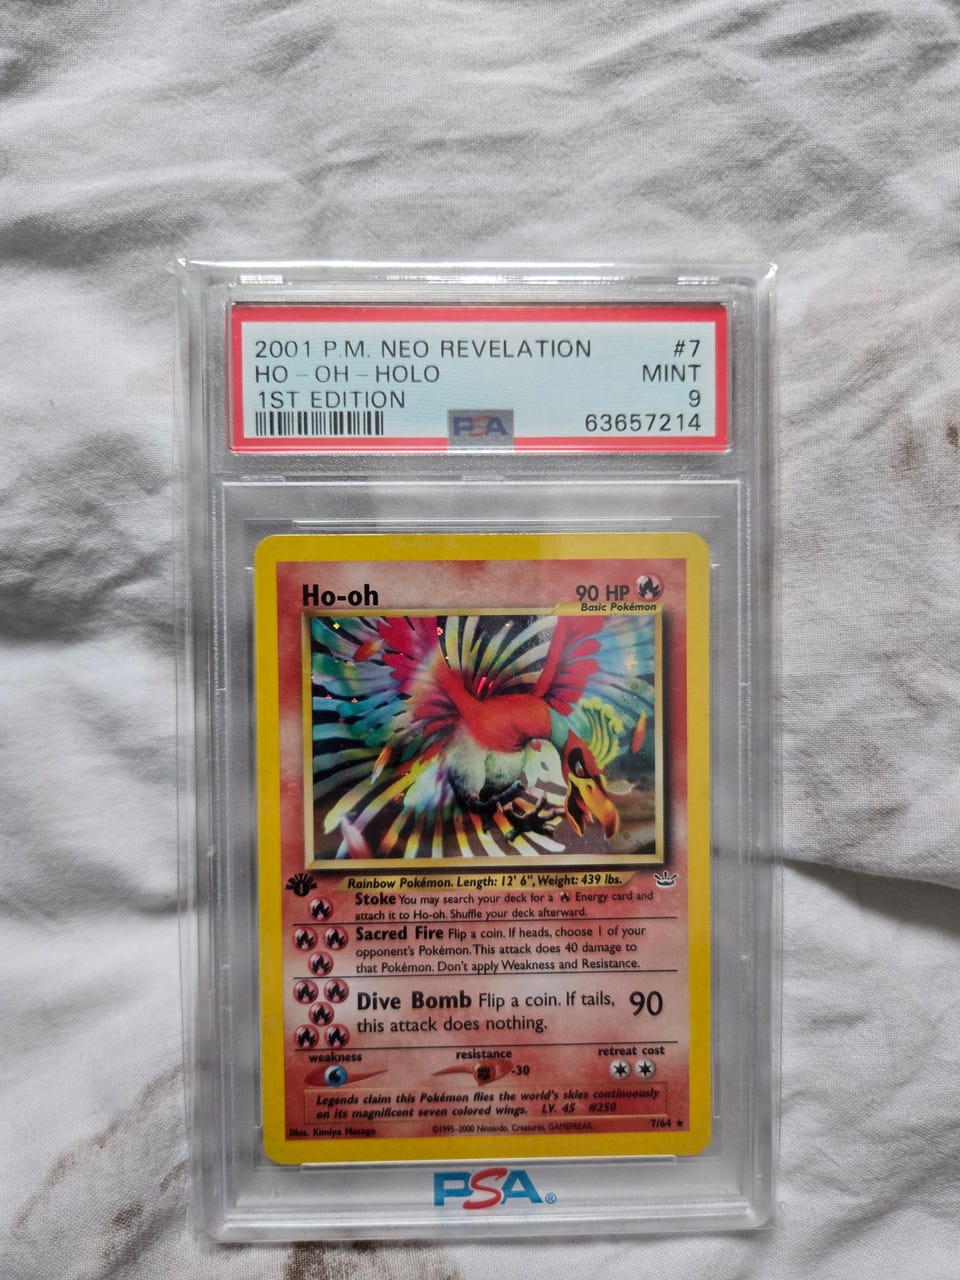 2001 P.M. NEO REVELATION #7
HO - OH - HOLO MINT
1ST EDITION 9
PSA 63657214
Ho-oh 90 HP
Basic Pokémon
EDITION 1
Rainbow Pokémon. Length: 12' 6", Weight: 439 lbs.
Stoke You may search your deck for a Energy card and
attach it to Ho-oh. Shuffle your deck afterward.
Sacred Fire Flip a coin. If heads, choose 1 of your
opponent's Pokémon. This attack does 40 damage to
that Pokémon. Don't apply Weakness and Resistance.
Dive Bomb Flip a coin. If tails, 90
this attack does nothing.
weakness resistance retreat cost
-30
Legends claim this Pokémon flies the world's skies continuously
on its magnificent seven colored wings. LV. 45 #250
Illus. Kimiya Masago ©1995-2000 Nintendo, Creatures, GAMEFREAK. 7/64 ★
PSA®